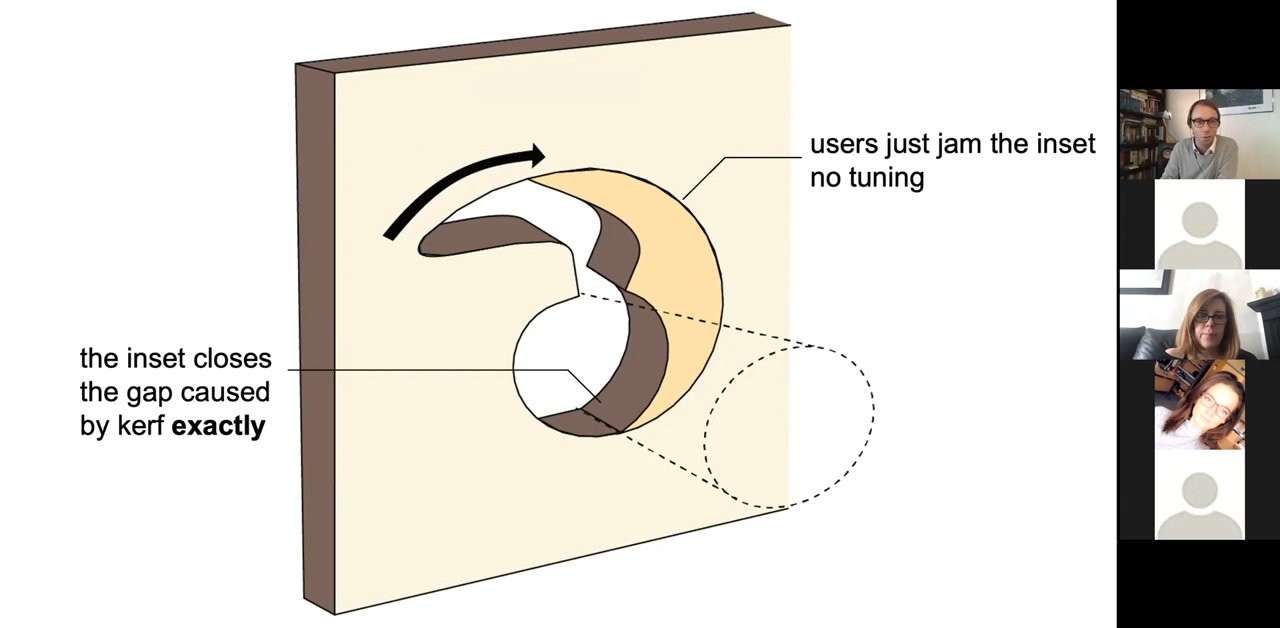 users just jam the inset
no tuning
the inset closes
the gap caused
by kerf exactly